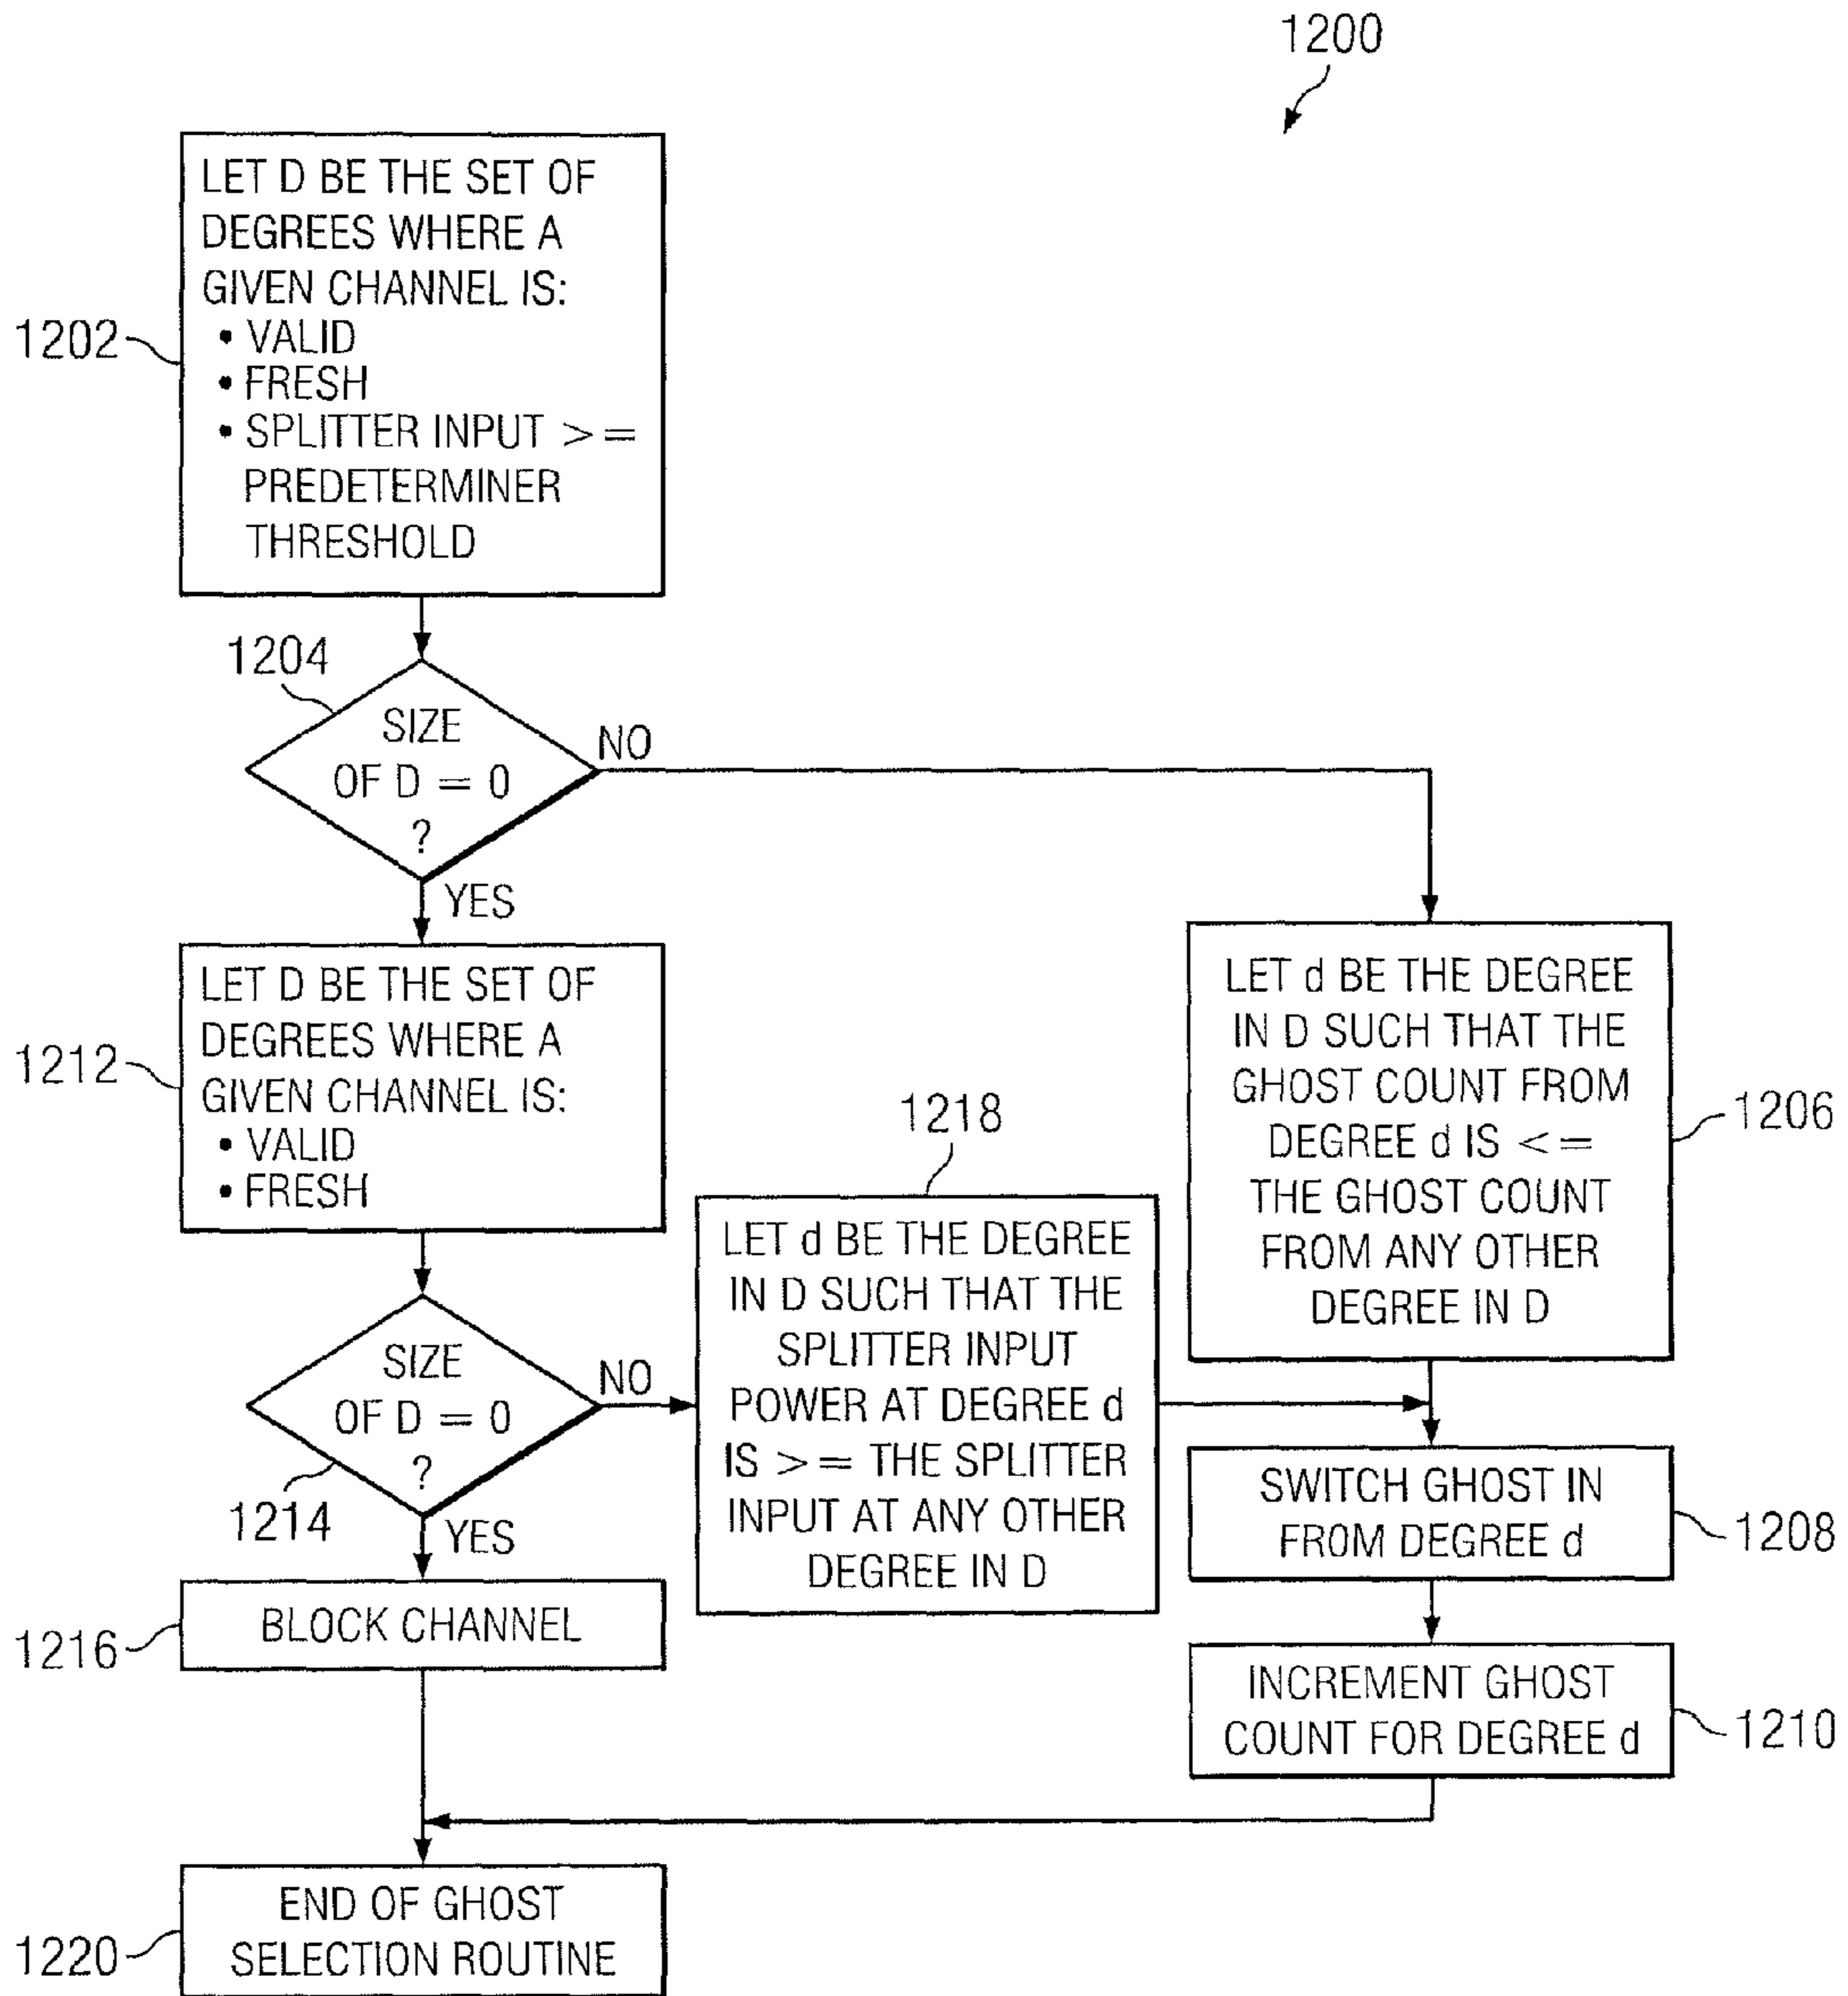 1200
LET D BE THE SET OF
DEGREES WHERE A
GIVEN CHANNEL IS:
• VALID
• FRESH
• SPLITTER INPUT >=
PREDETERMINER
THRESHOLD
1202
1204
SIZE
OF D = 0
?
NO
YES
LET D BE THE SET OF
DEGREES WHERE A
GIVEN CHANNEL IS:
• VALID
• FRESH
1212
LET d BE THE DEGREE
IN D SUCH THAT THE
GHOST COUNT FROM
DEGREE d IS <=
THE GHOST COUNT
FROM ANY OTHER
DEGREE IN D
1206
1218
LET d BE THE DEGREE
IN D SUCH THAT THE
SPLITTER INPUT
POWER AT DEGREE d
IS >= THE SPLITTER
INPUT AT ANY OTHER
DEGREE IN D
SIZE
OF D = 0
?
NO
1214
YES
SWITCH GHOST IN
FROM DEGREE d
1208
BLOCK CHANNEL
1216
INCREMENT GHOST
COUNT FOR DEGREE d
1210
END OF GHOST
SELECTION ROUTINE
1220